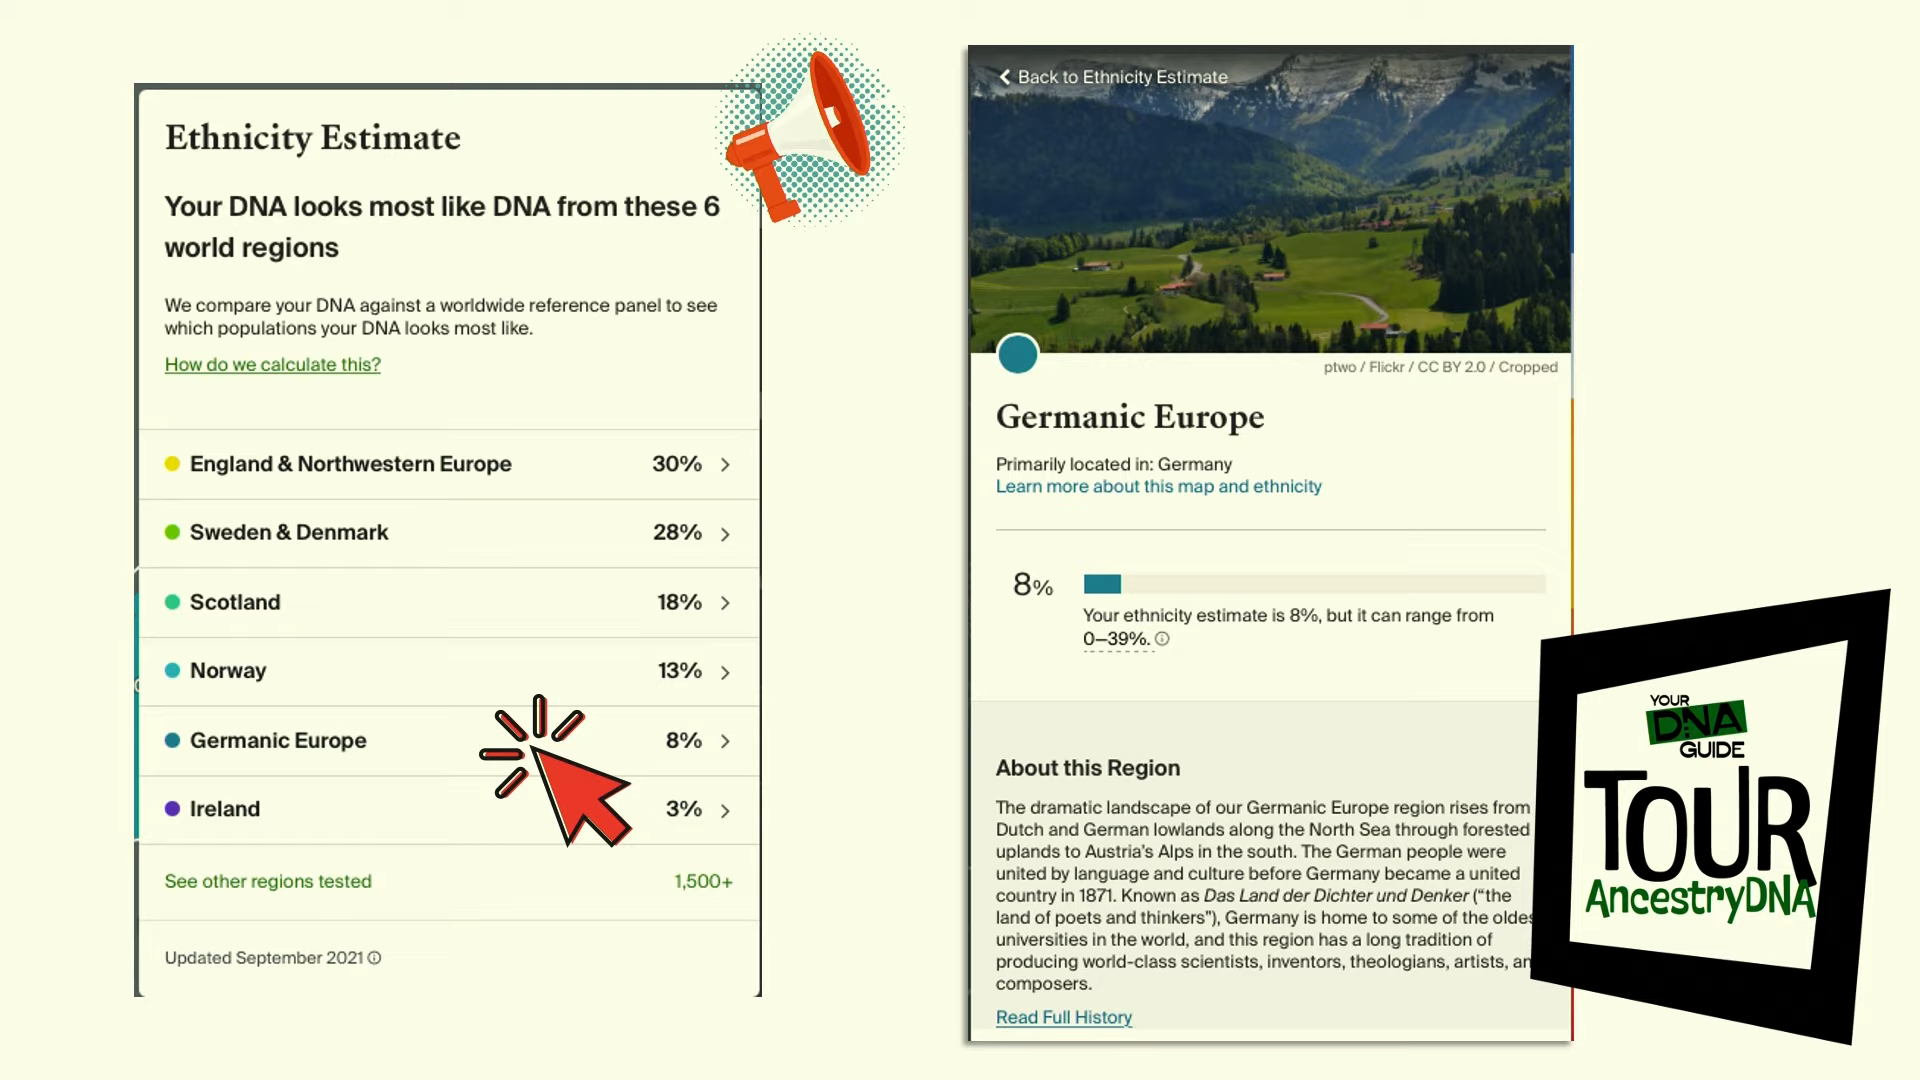 Ethnicity Estimate
Your DNA looks most like DNA from these 6
world regions
We compare your DNA against a worldwide reference panel to see
which populations your DNA looks most like.
How do we calculate this?
England & Northwestern Europe 30%
Sweden & Denmark 28%
Scotland 18%
Norway 13%
Germanic Europe 8%
Ireland 3%
See other regions tested 1,500+
Updated September 2021
Back to Ethnicity Estimate
ptwo / Flickr / CC BY 2.0 / Cropped
Germanic Europe
Primarily located in: Germany
Learn more about this map and ethnicity
8%
Your ethnicity estimate is 8%, but it can range from
0–39%.
About this Region
The dramatic landscape of our Germanic Europe region rises from
Dutch and German lowlands along the North Sea through forested
uplands to Austria's Alps in the south. The German people were
united by language and culture before Germany became a united
country in 1871. Known as Das Land der Dichter und Denker (“the
land of poets and thinkers”), Germany is home to some of the
universities in the world, and this region has a long tradition of
producing world-class scientists, inventors, theologians, artists,
composers.
Read Full History
YOUR
DNA
GUIDE
TOUR
AncestryDNA